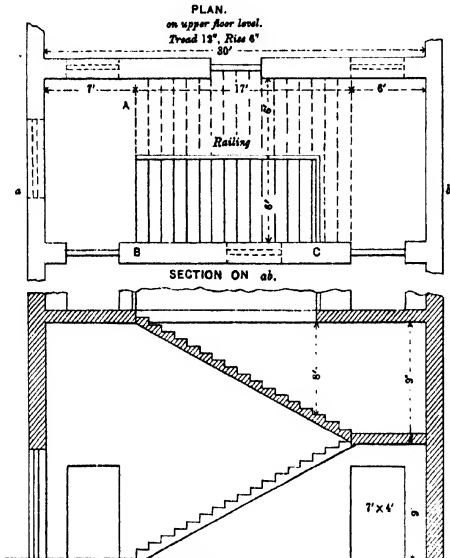 PLAN.
on upper floor level.
Tread 12", Rise 6"
30'
7' 17' 6'
A
6'
Railing
a b
6'
B C
SECTION ON ab.
8'
9"
7' × 4'
9